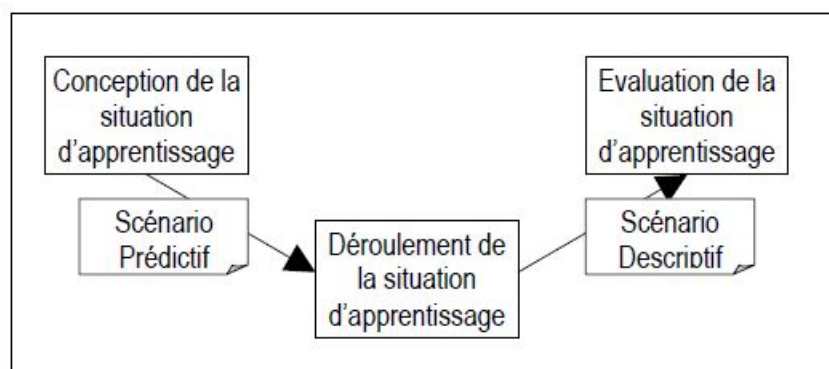 Conception de la
situation
d'apprentissage
Evaluation de la
situation
d'apprentissage
Scénario
Prédictif
Déroulement de
la situation
d'apprentissage
Scénario
Descriptif